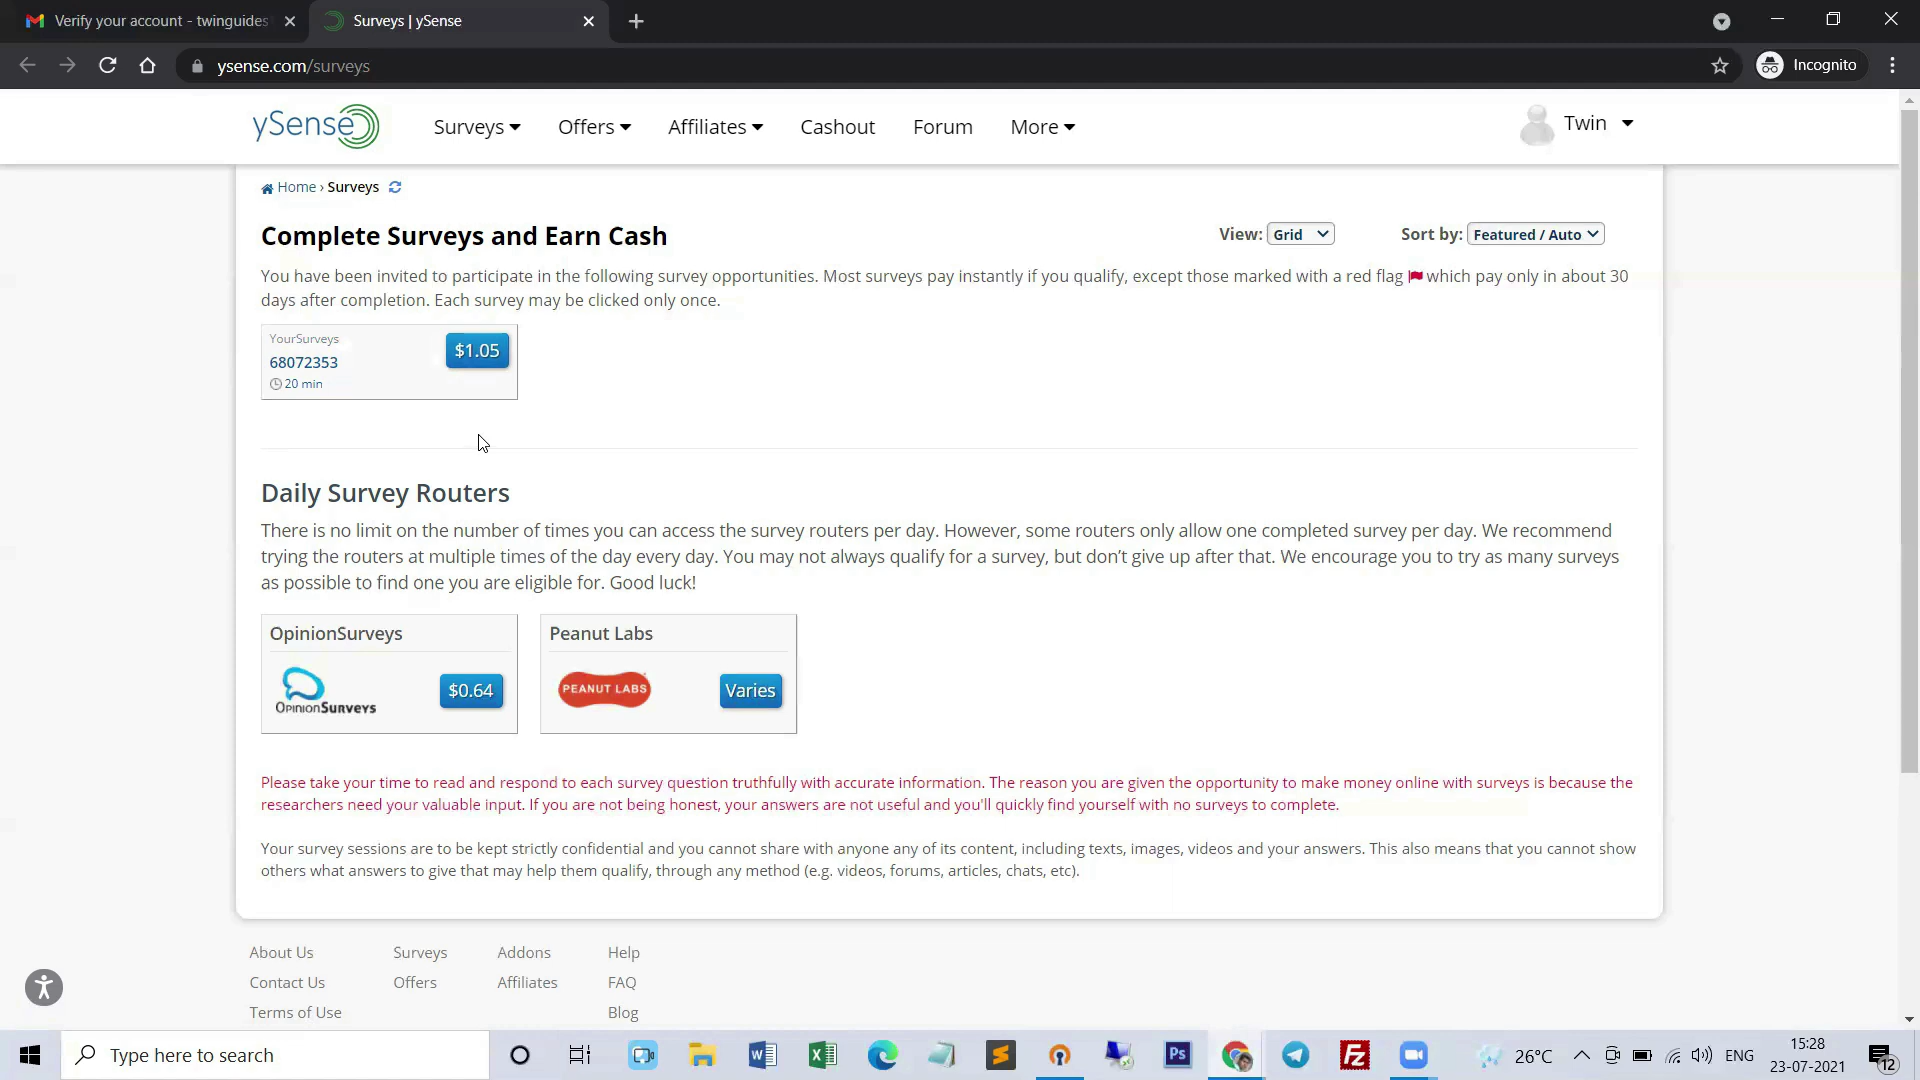 Verify your account - twinguides
Surveys | ySense
ysense.com/surveys
Incognito
ySense
Surveys
Offers
Affiliates
Cashout
Forum
More
Twin
Home › Surveys
Complete Surveys and Earn Cash
View: Grid
Sort by: Featured / Auto
You have been invited to participate in the following survey opportunities. Most surveys pay instantly if you qualify, except those marked with a red flag which pay only in about 30
days after completion. Each survey may be clicked only once.
YourSurveys
68072353
20 min
$1.05
Daily Survey Routers
There is no limit on the number of times you can access the survey routers per day. However, some routers only allow one completed survey per day. We recommend
trying the routers at multiple times of the day every day. You may not always qualify for a survey, but don’t give up after that. We encourage you to try as many surveys
as possible to find one you are eligible for. Good luck!
OpinionSurveys
OPINIONSURVEYS
$0.64
Peanut Labs
PEANUT LABS
Varies
Please take your time to read and respond to each survey question truthfully with accurate information. The reason you are given the opportunity to make money online with surveys is because the
researchers need your valuable input. If you are not being honest, your answers are not useful and you'll quickly find yourself with no surveys to complete.
Your survey sessions are to be kept strictly confidential and you cannot share with anyone any of its content, including texts, images, videos and your answers. This also means that you cannot show
others what answers to give that may help them qualify, through any method (e.g. videos, forums, articles, chats, etc).
About Us
Surveys
Addons
Help
Contact Us
Offers
Affiliates
FAQ
Terms of Use
Blog
Type here to search
Ps
26°C
ENG
15:28
23-07-2021
12